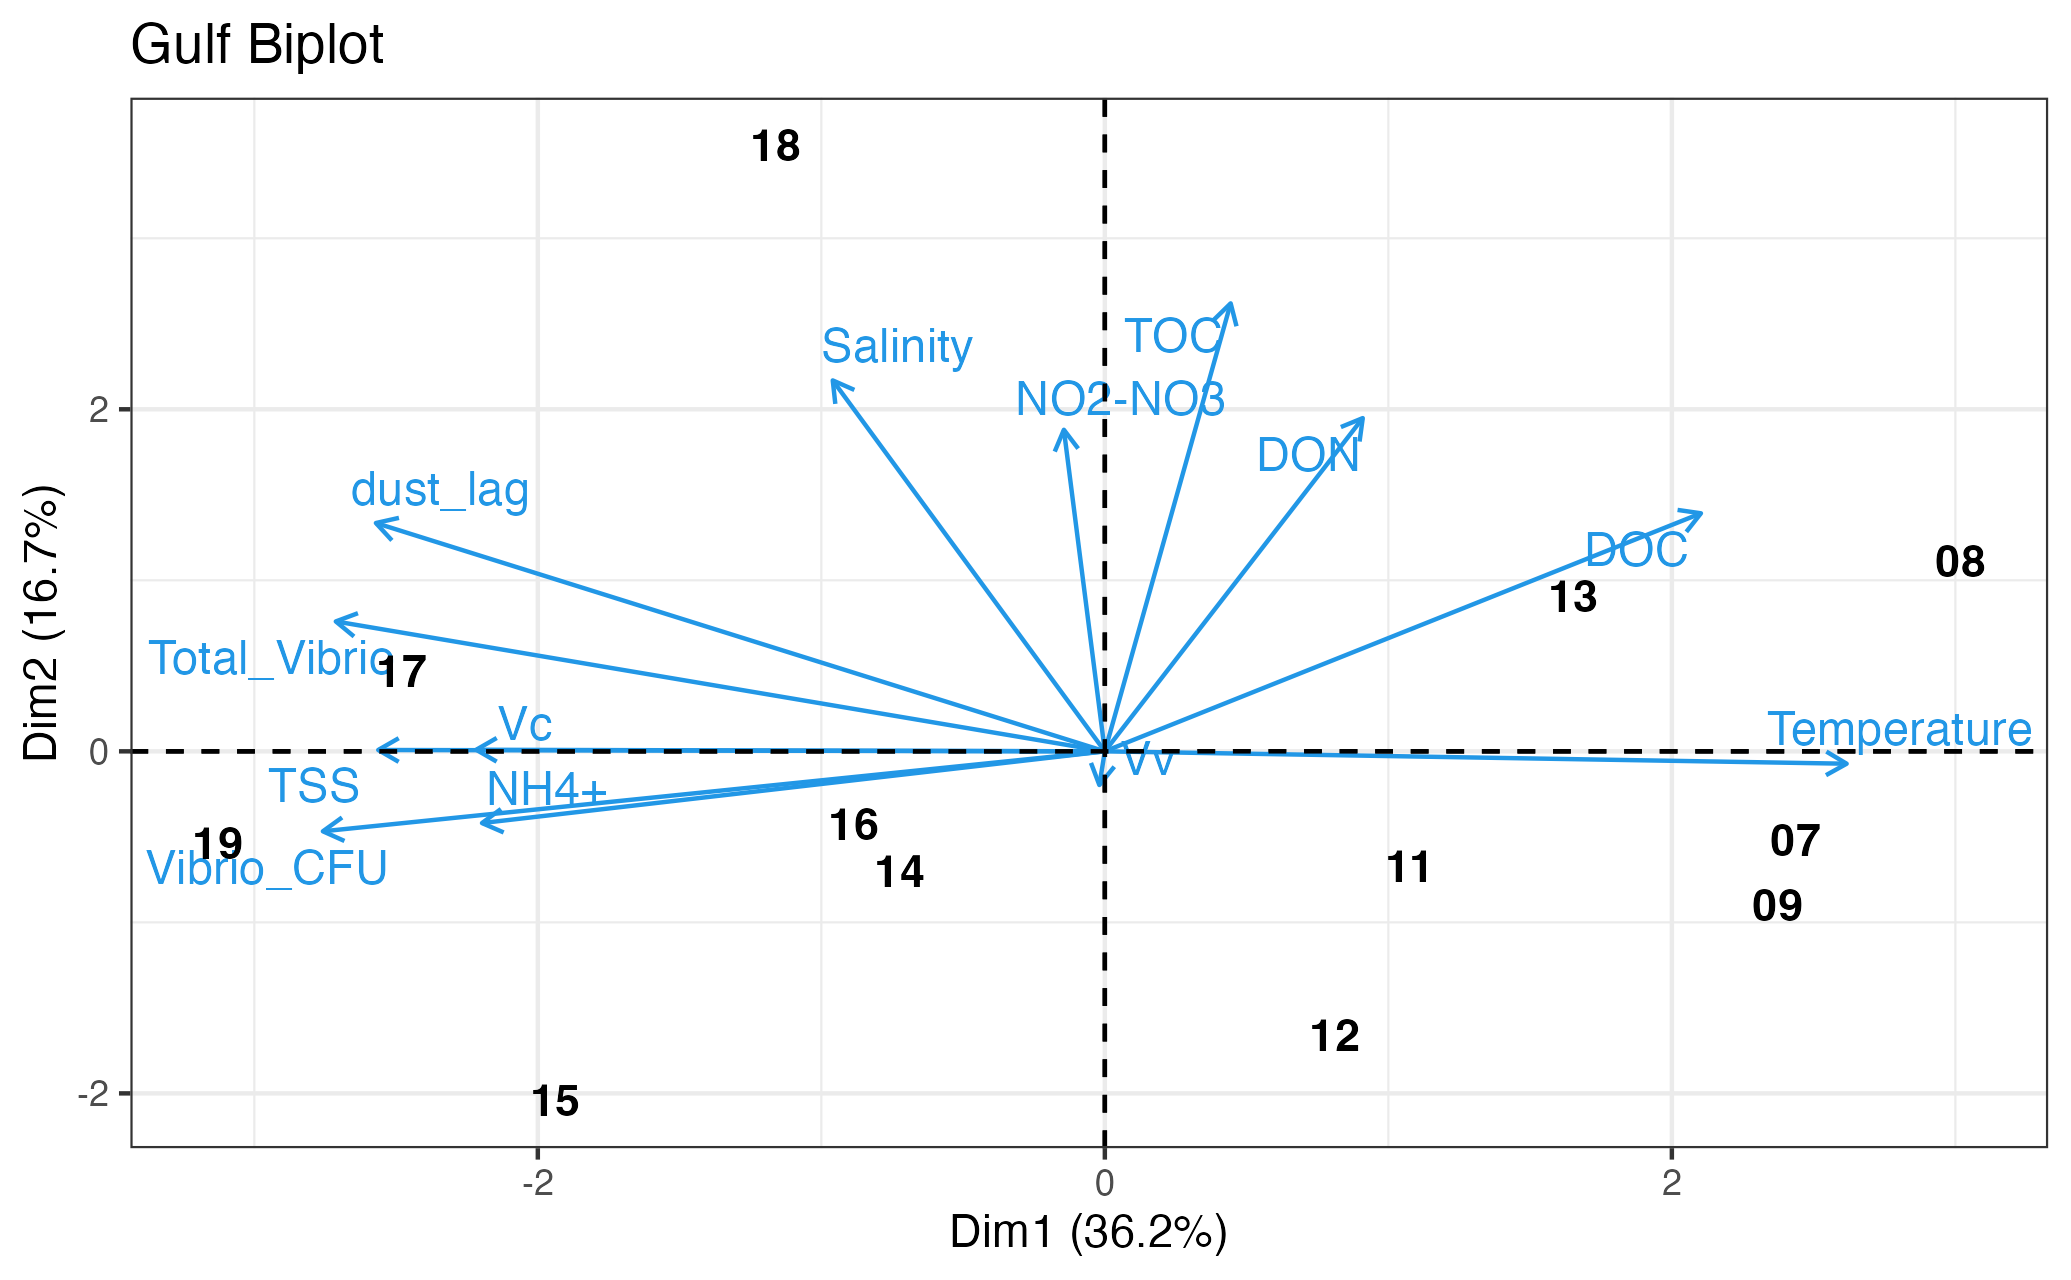 Gulf Biplot
18
TOC
Salinity
NO2-NO3
DON
dust_lag
DOC
08
13
Total_Vibrio
17
Vc
Temperature
Vv
TSS
NH4+
16
07
19
Vibrio_CFU
14
11
09
12
15
2
0
-2
-2
0
2
Dim1 (36.2%)
Dim2 (16.7%)